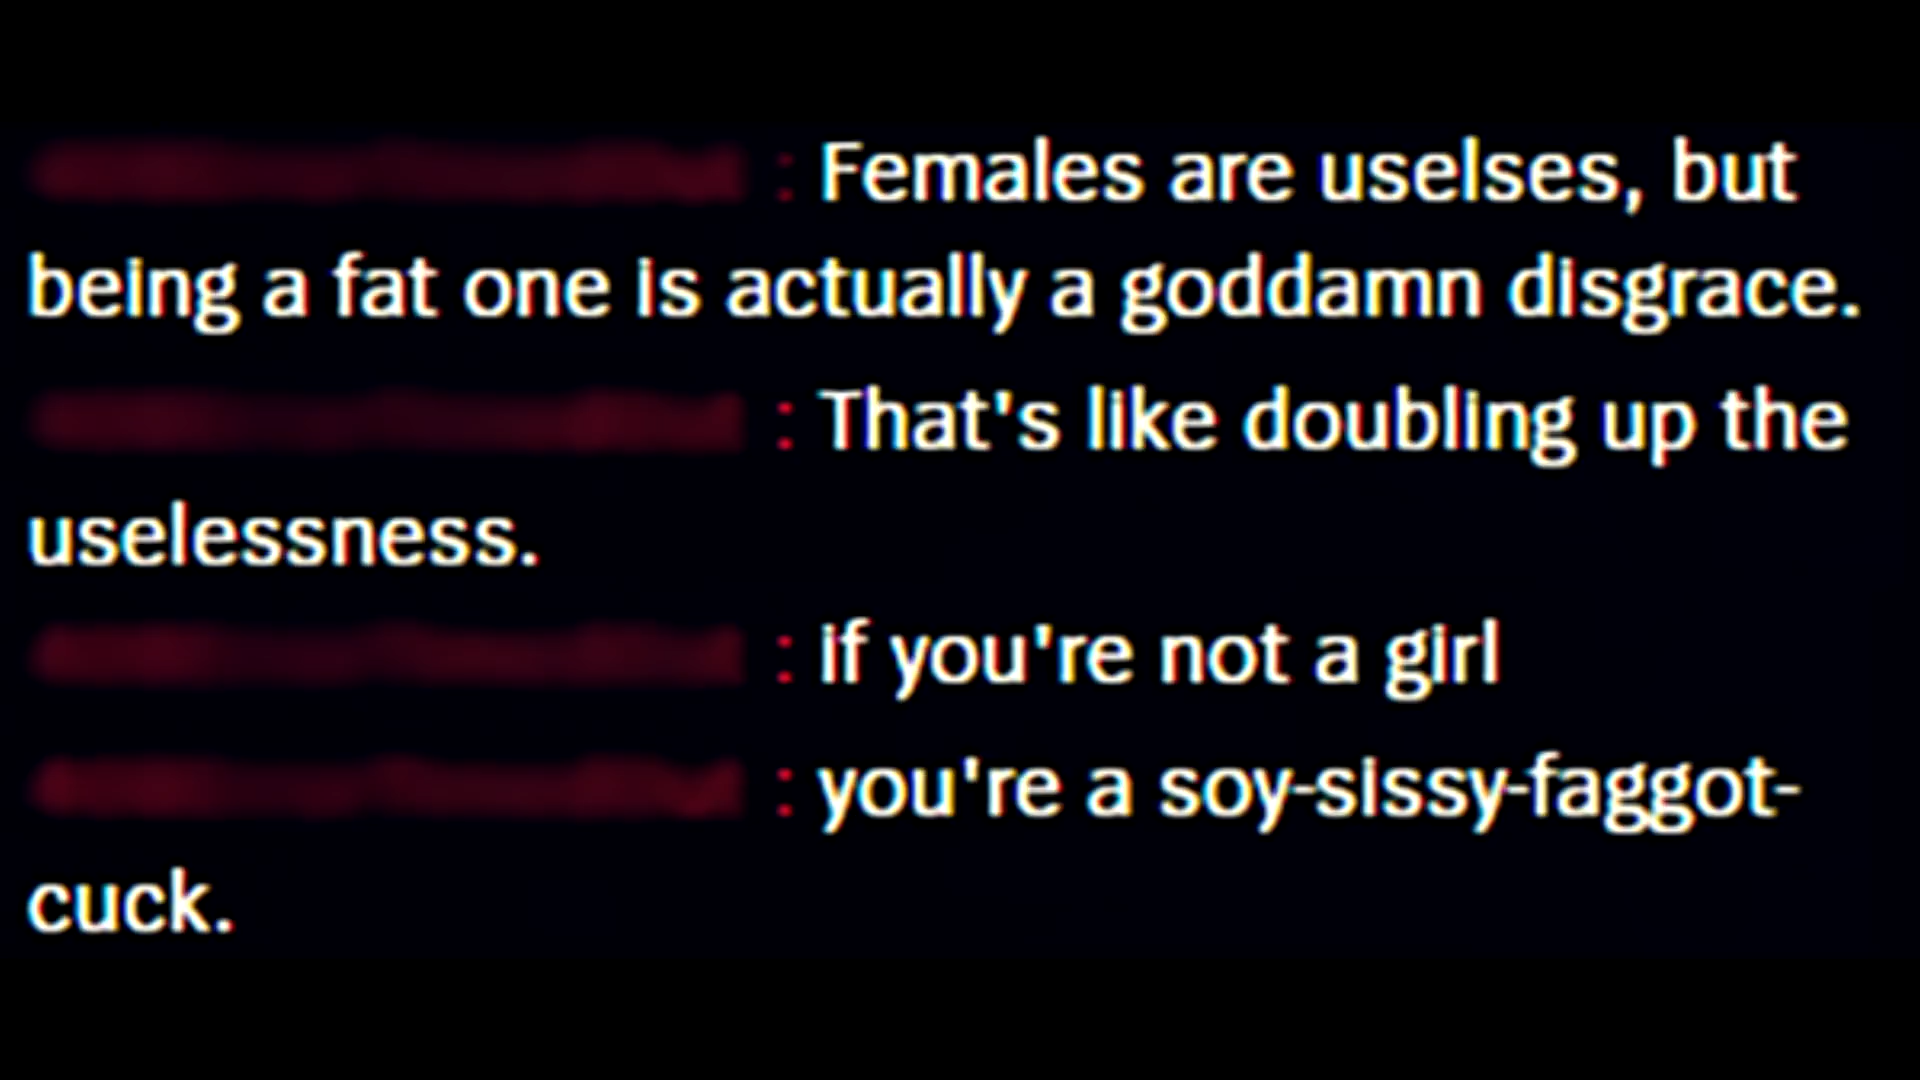 : Females are uselses, but
being a fat one is actually a goddamn disgrace.
: That's like doubling up the
uselessness.
: if you're not a girl
: you're a soy-sissy-faggot-
cuck.